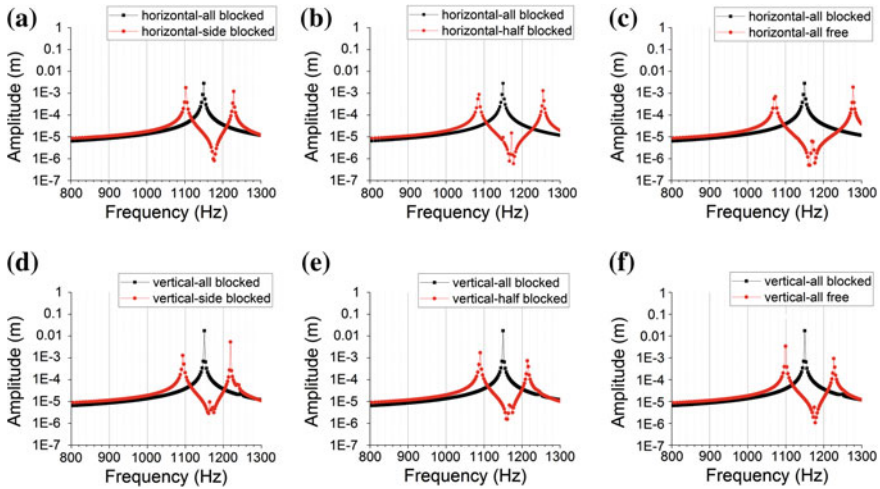 (a)
horizontal-all blocked
horizontal-side blocked
Amplitude (m)
1
0.1
0.01
1E-3
1E-4
1E-5
1E-6
1E-7
800 900 1000 1100 1200 1300
Frequency (Hz)
(b)
horizontal-all blocked
horizontal-half blocked
Amplitude (m)
1
0.1
0.01
1E-3
1E-4
1E-5
1E-6
1E-7
800 900 1000 1100 1200 1300
Frequency (Hz)
(c)
horizontal-all blocked
horizontal-all free
Amplitude (m)
1
0.1
0.01
1E-3
1E-4
1E-5
1E-6
1E-7
800 900 1000 1100 1200 1300
Frequency (Hz)
(d)
vertical-all blocked
vertical-side blocked
Amplitude (m)
1
0.1
0.01
1E-3
1E-4
1E-5
1E-6
1E-7
800 900 1000 1100 1200 1300
Frequency (Hz)
(e)
vertical-all blocked
vertical-half blocked
Amplitude (m)
1
0.1
0.01
1E-3
1E-4
1E-5
1E-6
1E-7
800 900 1000 1100 1200 1300
Frequency (Hz)
(f)
vertical-all blocked
vertical-all free
Amplitude (m)
1
0.1
0.01
1E-3
1E-4
1E-5
1E-6
1E-7
800 900 1000 1100 1200 1300
Frequency (Hz)